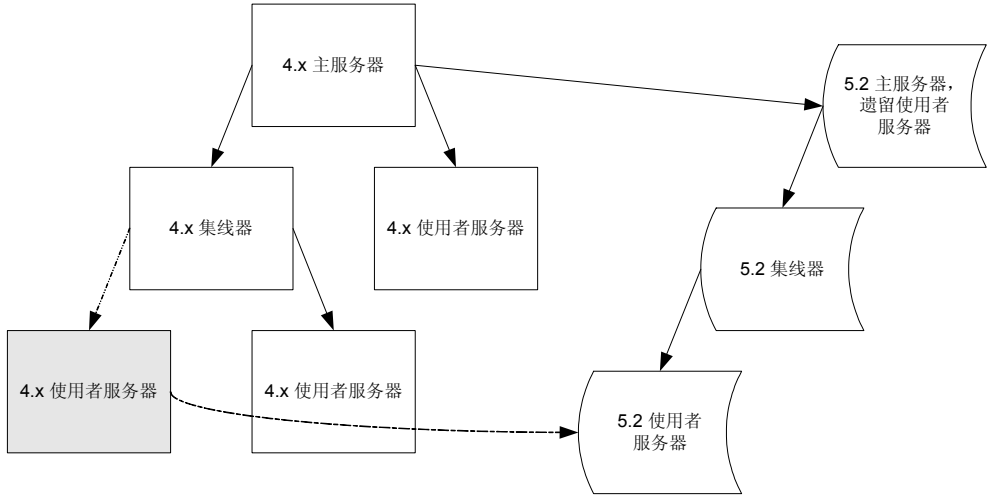 4.x 主服务器
5.2 主服务器，
遗留使用者
服务器
4.x 集线器
4.x 使用者服务器
5.2 集线器
4.x 使用者服务器
4.x 使用者服务器
5.2 使用者
服务器